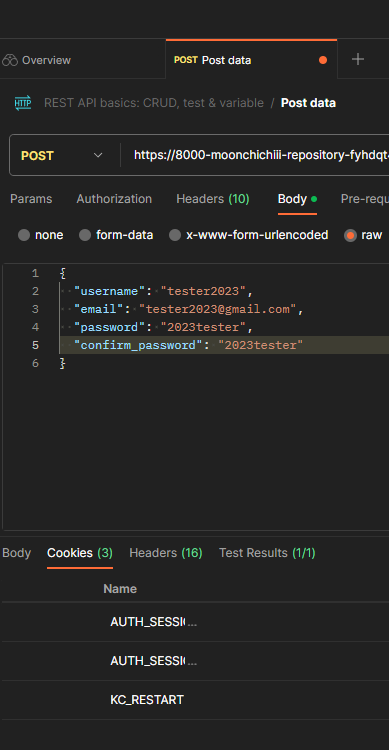 Overview POST Post data
HTTP REST API basics: CRUD, test & variable / Post data
POST https://8000-moonchichiii-repository-fyhdqt
Params Authorization Headers (10) Body Pre-requ
none form-data x-www-form-urlencoded raw
1 {
2 "username": "tester2023",
3 "email": "tester2023@gmail.com",
4 "password": "2023tester",
5 "confirm_password": "2023tester"
6 }
Body Cookies (3) Headers (16) Test Results (1/1)
Name
AUTH_SESSI...
AUTH_SESSI...
KC_RESTART